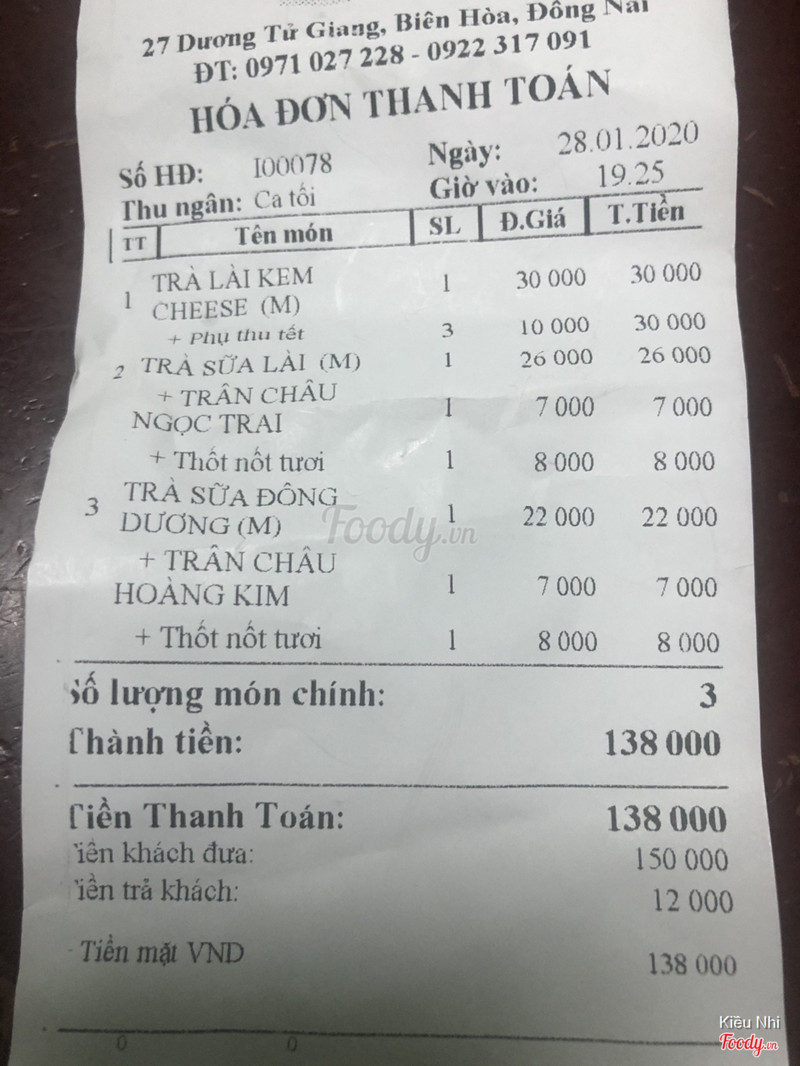 27 Dương Tử Giang, Biên Hòa, Đồng Nai
ĐT: 0971 027 228 - 0922 317 091
HÓA ĐƠN THANH TOÁN
Số HĐ: I00078 Ngày: 28.01.2020
Thu ngân: Ca tối Giờ vào: 19.25
TT Tên món SL Đ.Giá T.Tiền
1 TRÀ LÀI KEM CHEESE (M) 1 30 000 30 000
+ Phụ thu tết 3 10 000 30 000
2 TRÀ SỮA LÀI (M) 1 26 000 26 000
+ TRÂN CHÂU NGỌC TRAI 1 7 000 7 000
+ Thốt nốt tươi 1 8 000 8 000
3 TRÀ SỮA ĐÔNG DƯƠNG (M) 1 22 000 22 000
+ TRÂN CHÂU HOÀNG KIM 1 7 000 7 000
+ Thốt nốt tươi 1 8 000 8 000
Số lượng món chính: 3
Thành tiền: 138 000
Tiền Thanh Toán: 138 000
Tiền khách đưa: 150 000
Tiền trả khách: 12 000
- Tiền mặt VND 138 000
0 0
Foody.vn
Kiều Nhi
Foody.vn